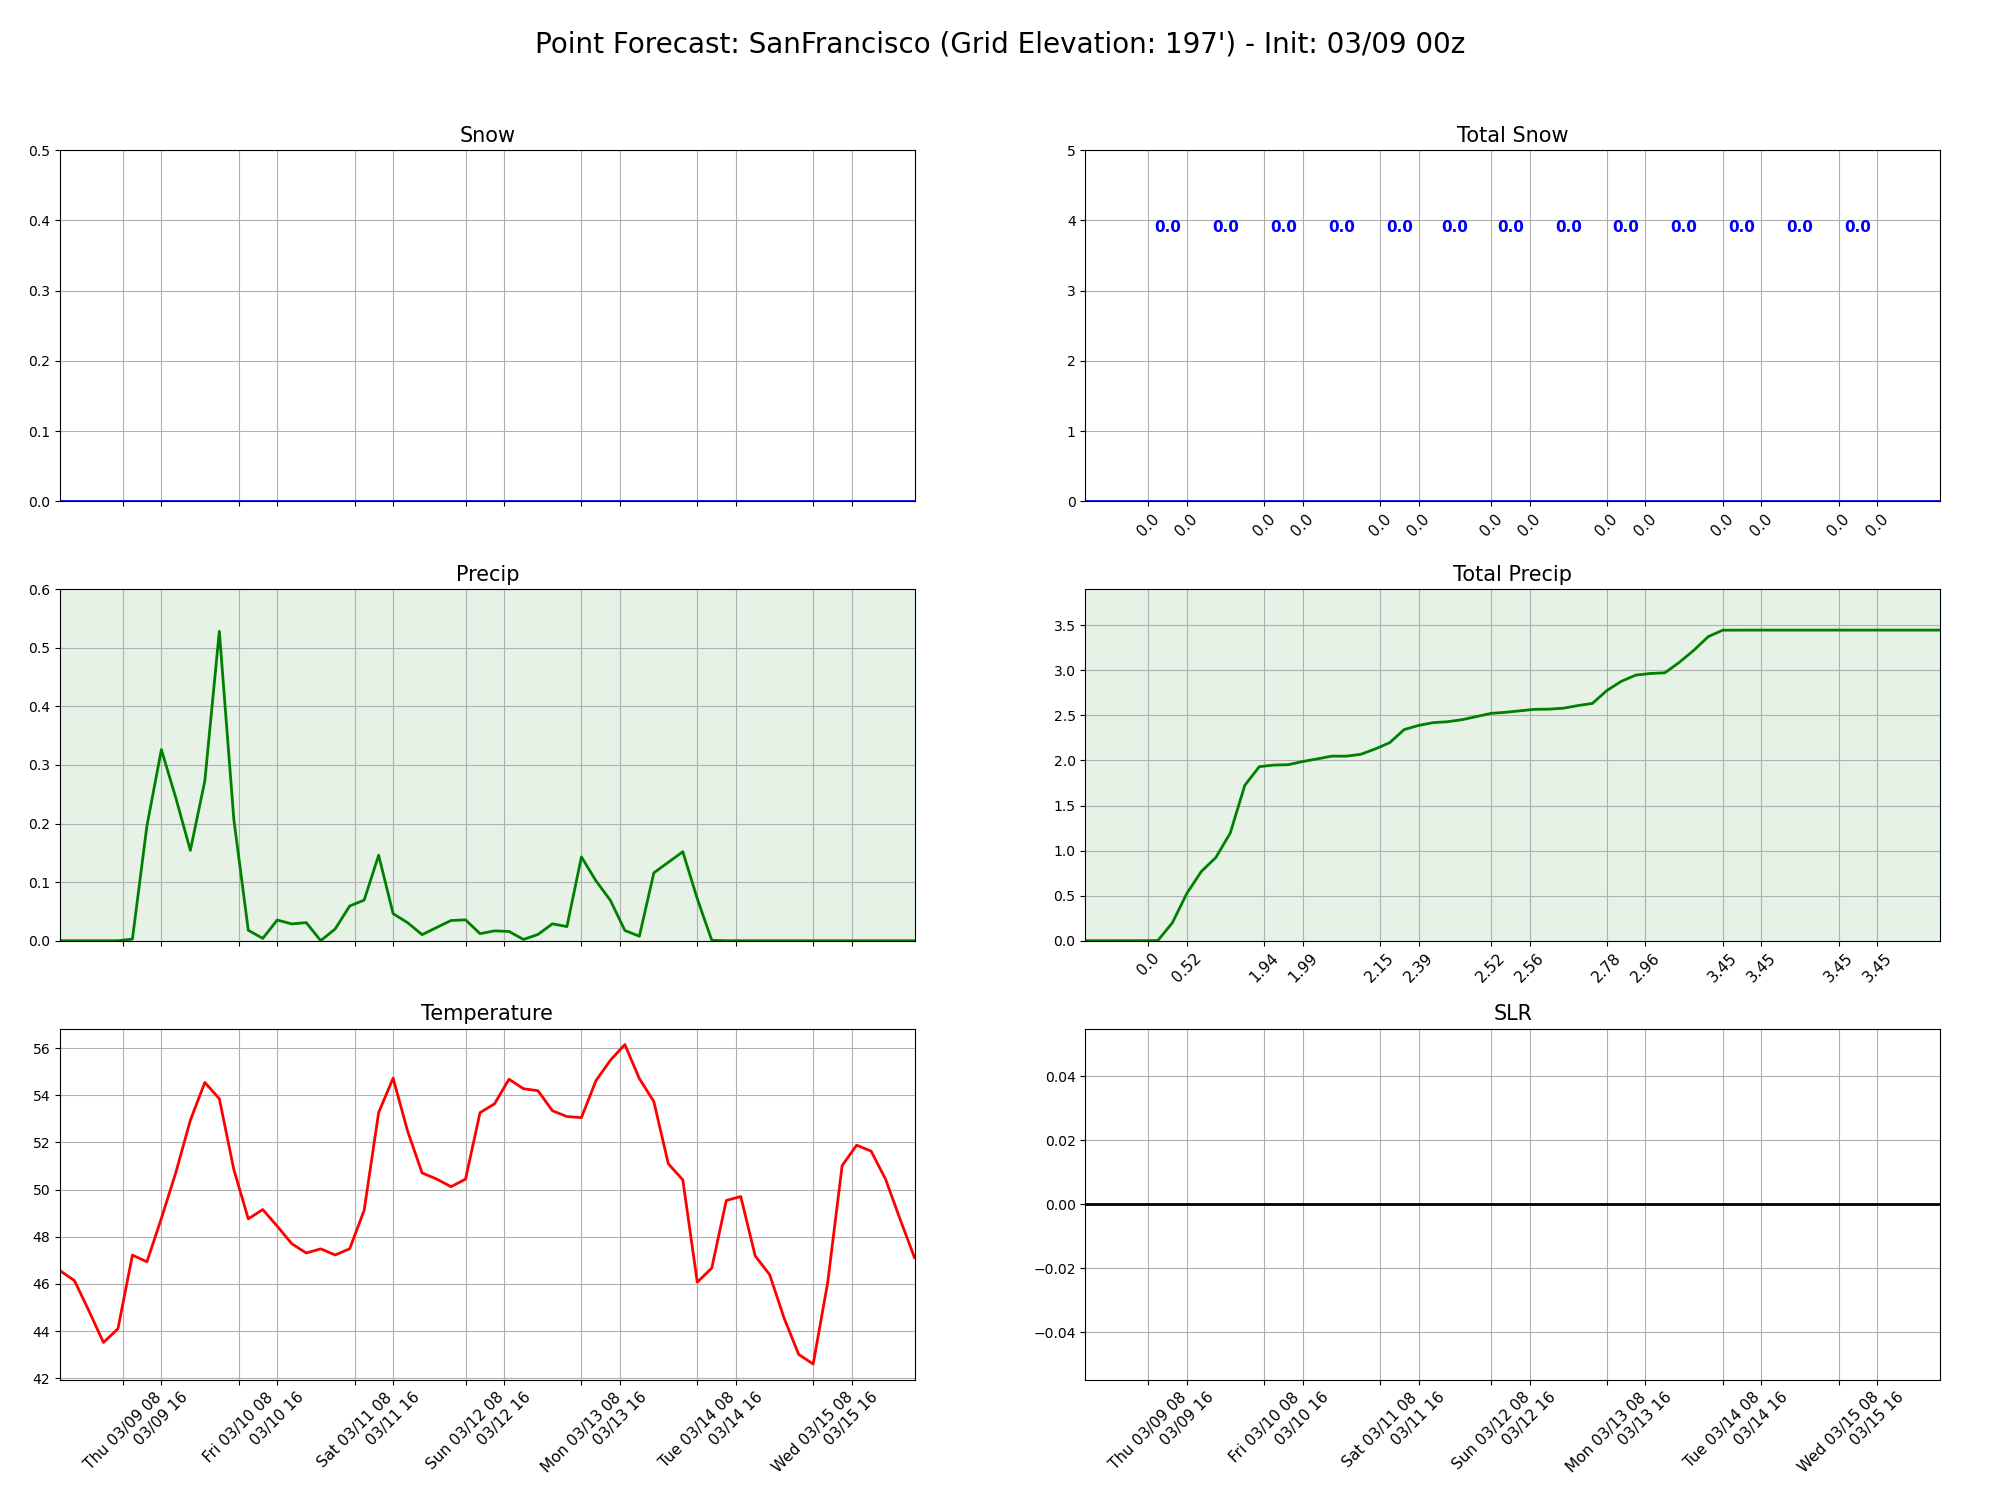 Point Forecast: SanFrancisco (Grid Elevation: 197') - Init: 03/09 00z
Snow
0.5
0.4
0.3
0.2
0.1
0.0
Total Snow
5
4
3
2
1
0
0.0 0.0 0.0 0.0 0.0 0.0 0.0 0.0 0.0 0.0 0.0 0.0 0.0
0.0 0.0 0.0 0.0 0.0 0.0 0.0 0.0 0.0 0.0 0.0 0.0 0.0 0.0
Precip
0.6
0.5
0.4
0.3
0.2
0.1
0.0
Total Precip
3.5
3.0
2.5
2.0
1.5
1.0
0.5
0.0
0.0 0.52 1.94 1.99 2.15 2.39 2.52 2.56 2.78 2.96 3.45 3.45 3.45 3.45
Temperature
56
54
52
50
48
46
44
42
Thu 03/09 08
03/09 16
Fri 03/10 08
03/10 16
Sat 03/11 08
03/11 16
Sun 03/12 08
03/12 16
Mon 03/13 08
03/13 16
Tue 03/14 08
03/14 16
Wed 03/15 08
03/15 16
SLR
0.04
0.02
0.00
−0.02
−0.04
Thu 03/09 08
03/09 16
Fri 03/10 08
03/10 16
Sat 03/11 08
03/11 16
Sun 03/12 08
03/12 16
Mon 03/13 08
03/13 16
Tue 03/14 08
03/14 16
Wed 03/15 08
03/15 16